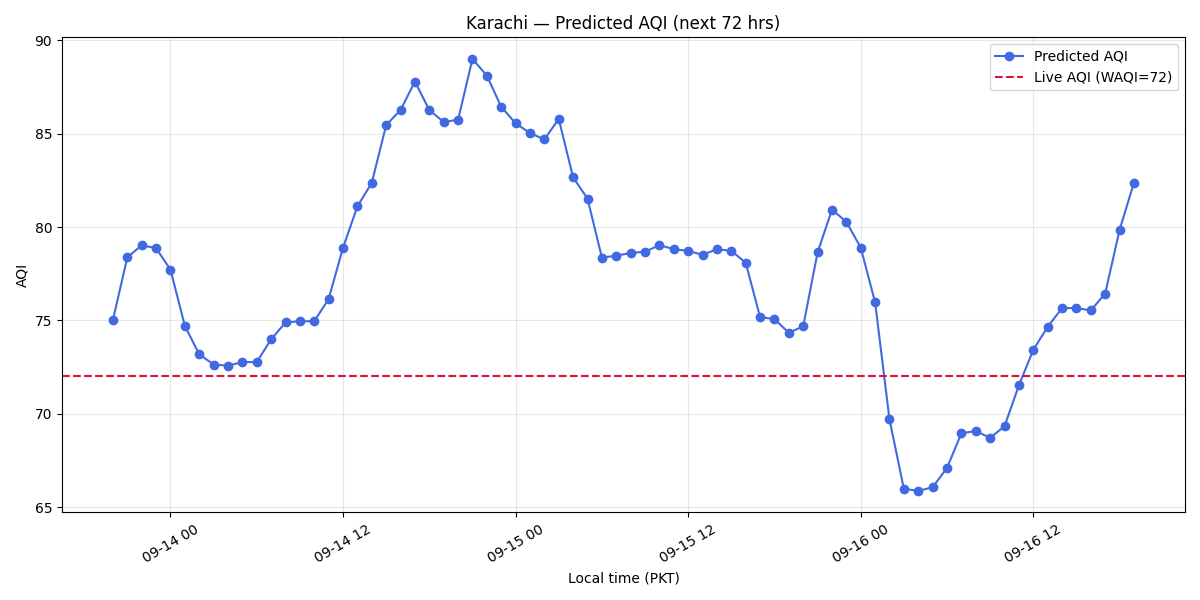 Karachi — Predicted AQI (next 72 hrs)
Predicted AQI
Live AQI (WAQI=72)
AQI
90
85
80
75
70
65
09-14 00
09-14 12
09-15 00
09-15 12
09-16 00
09-16 12
Local time (PKT)